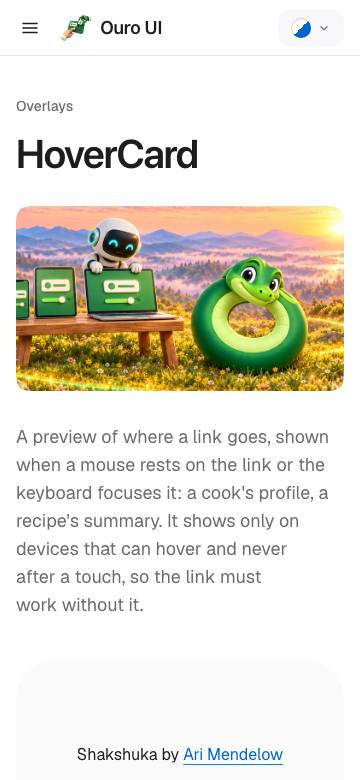 Ouro UI
Overlays
HoverCard
A preview of where a link goes, shown
when a mouse rests on the link or the
keyboard focuses it: a cook's profile, a
recipe's summary. It shows only on
devices that can hover and never
after a touch, so the link must
work without it.
Shakshuka by Ari Mendelow